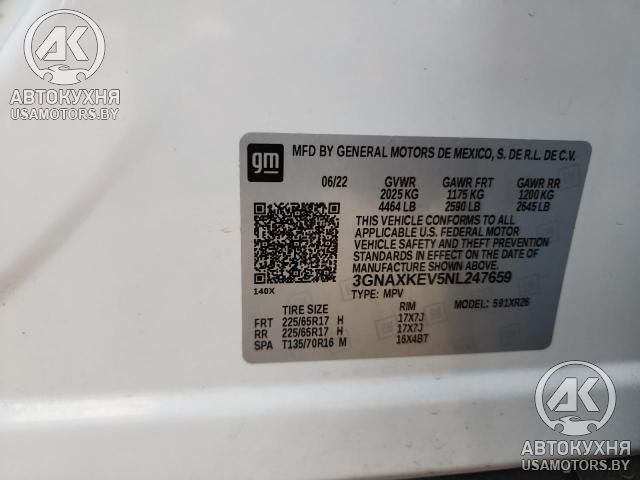 AK
АВТОКУХНЯ
USAMOTORS.BY
gm
MFD BY GENERAL MOTORS DE MEXICO, S. DE R.L. DE C.V.
06/22 GVWR GAWR FRT GAWR RR
2025 KG 1175 KG 1200 KG
4464 LB 2590 LB 2645 LB
THIS VEHICLE CONFORMS TO ALL
APPLICABLE U.S. FEDERAL MOTOR
VEHICLE SAFETY AND THEFT PREVENTION
STANDARDS IN EFFECT ON THE DATE OF
MANUFACTURE SHOWN ABOVE.
3GNAXKEV5NL247659
140X TYPE: MPV 591XR26
TIRE SIZE RIM
FRT 225/65R17 H 17X7J
RR 225/65R17 H 17X7J
SPA T135/70R16 M 16X4BT
AK
АВТОКУХНЯ
USAMOTORS.BY